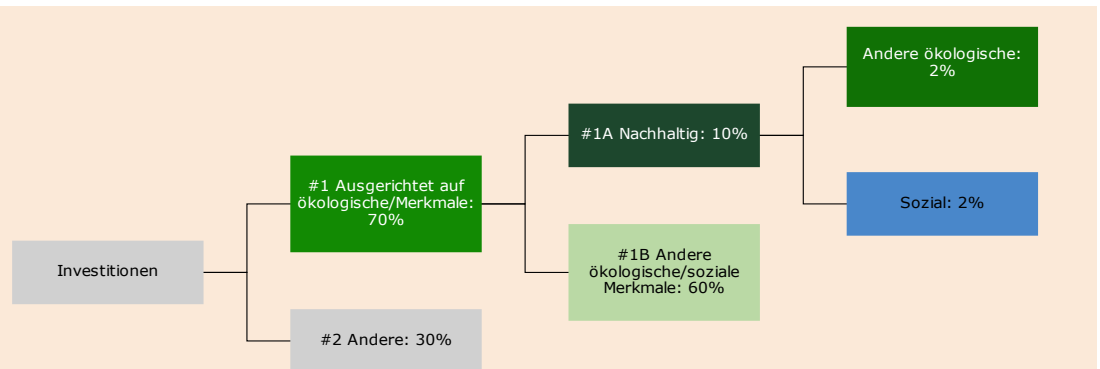 Andere ökologische:
2%
#1A Nachhaltig: 10%
#1 Ausgerichtet auf
ökologische/Merkmale:
70%
Sozial: 2%
#1B Andere
ökologische/soziale
Merkmale: 60%
Investitionen
#2 Andere: 30%